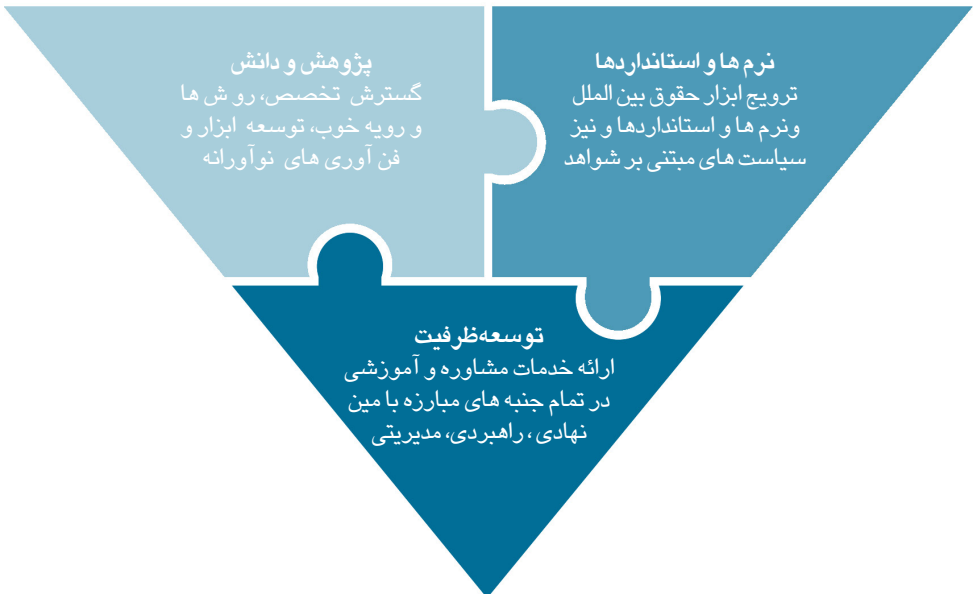 نرم ها و استانداردها
ترویج ابزار حقوق بین الملل
ونرم ها و استانداردها و نیز
سیاست های مبتنی بر شواهد
پژوهش و دانش
گسترش تخصص، رو ش ها
و رویه خوب، توسعه ابزار و
فن آوری های نوآورانه
توسعه‌ظرفیت
ارائه خدمات مشاوره و آموزشی
در تمام جنبه های مبارزه با مین
نهادی ، راهبردی، مدیریتی